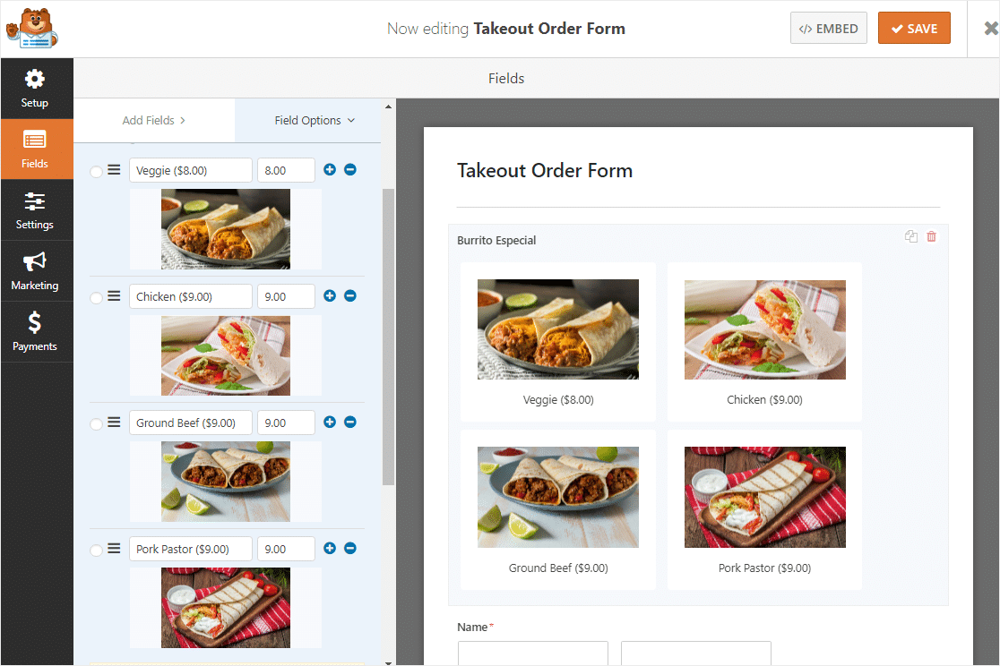 Now editing Takeout Order Form
</> EMBED
SAVE
Setup
Fields
Settings
Marketing
Payments
Fields
Add Fields
Field Options
Veggie ($8.00) 8.00
Chicken ($9.00) 9.00
Ground Beef ($9.00) 9.00
Pork Pastor ($9.00) 9.00
Takeout Order Form
Burrito Especial
Veggie ($8.00)
Chicken ($9.00)
Ground Beef ($9.00)
Pork Pastor ($9.00)
Name*